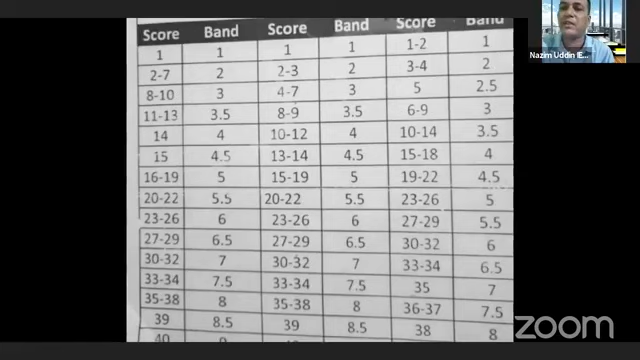 Score Band Score Band Score Band
1 1 1 1 1-2 1
2-7 2 2-3 2 3-4 2
8-10 3 4-7 3 5 2.5
11-13 3.5 8-9 3.5 6-9 3
14 4 10-12 4 10-14 3.5
15 4.5 13-14 4.5 15-18 4
16-19 5 15-19 5 19-22 4.5
20-22 5.5 20-22 5.5 23-26 5
23-26 6 23-26 6 27-29 5.5
27-29 6.5 27-29 6.5 30-32 6
30-32 7 30-32 7 33-34 6.5
33-34 7.5 33-34 7.5 35 7
35-38 8 35-38 8 36-37 7.5
39 8.5 39 8.5 38 8
40
Nazim Uddin IE...
zoom